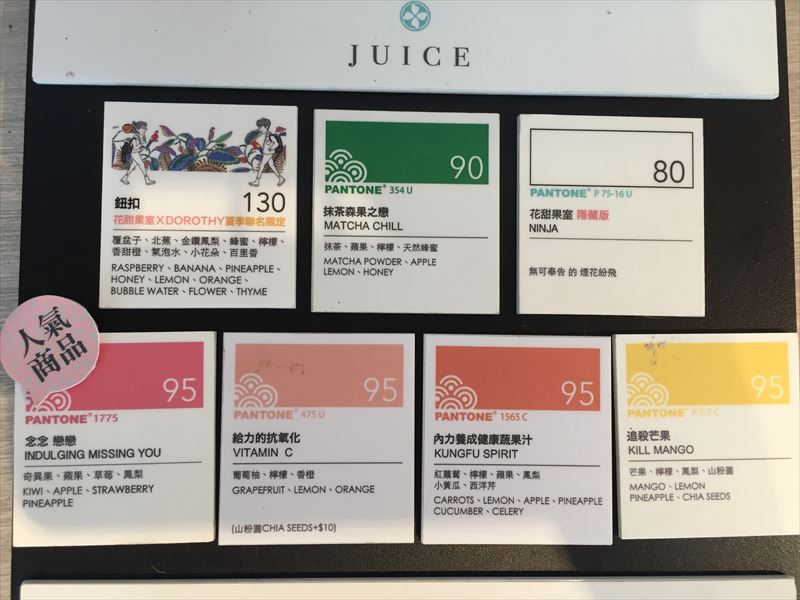 JUICE
鈕扣
130
花甜果室XDOROTHY夏季聯名限定
覆盆子、北蕉、金鑽鳳梨、蜂蜜、檸檬、
香甜橙、氣泡水、小花朵、百里香
RASPBERRY、BANANA、PINEAPPLE、
HONEY、LEMON、ORANGE、
BUBBLE WATER、FLOWER、THYME
90
PANTONE® 354 U
抹茶森果之戀
MATCHA CHILL
抹茶、蘋果、檸檬、天然蜂蜜
MATCHA POWDER、APPLE
LEMON、HONEY
80
PANTONE® P 75-16 U
花甜果室 隱藏版
NINJA
無可奉告 的 煙花紛飛
人氣
商品
95
PANTONE® 1775
念念 戀戀
INDULGING MISSING YOU
奇異果、蘋果、草莓、鳳梨
KIWI、APPLE、STRAWBERRY
PINEAPPLE
95
PANTONE® 475 U
給力的抗氧化
VITAMIN C
葡萄柚、檸檬、香橙
GRAPEFRUIT、LEMON、ORANGE
(山粉圓CHIA SEEDS+$10)
95
PANTONE® 1565 C
內力養成健康蔬果汁
KUNGFU SPIRIT
紅蘿蔔、檸檬、蘋果、鳳梨
小黃瓜、西洋芹
CARROTS、LEMON、APPLE、PINEAPPLE
CUCUMBER、CELERY
95
PANTONE® P 7-7 C
追殺芒果
KILL MANGO
芒果、檸檬、鳳梨、山粉圓
MANGO、LEMON
PINEAPPLE、CHIA SEEDS